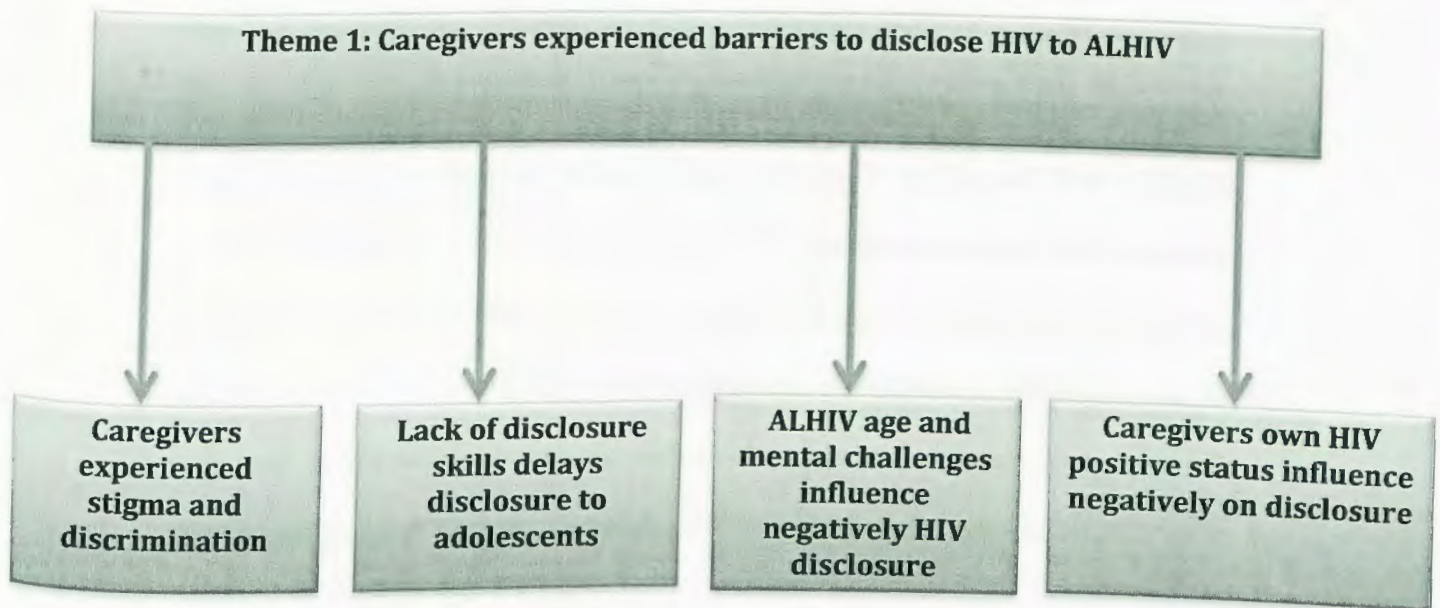 Theme 1: Caregivers experienced barriers to disclose HIV to ALHIV
Caregivers
experienced
stigma and
discrimination
Lack of disclosure
skills delays
disclosure to
adolescents
ALHIV age and
mental challenges
influence
negatively HIV
disclosure
Caregivers own HIV
positive status influence
negatively on disclosure